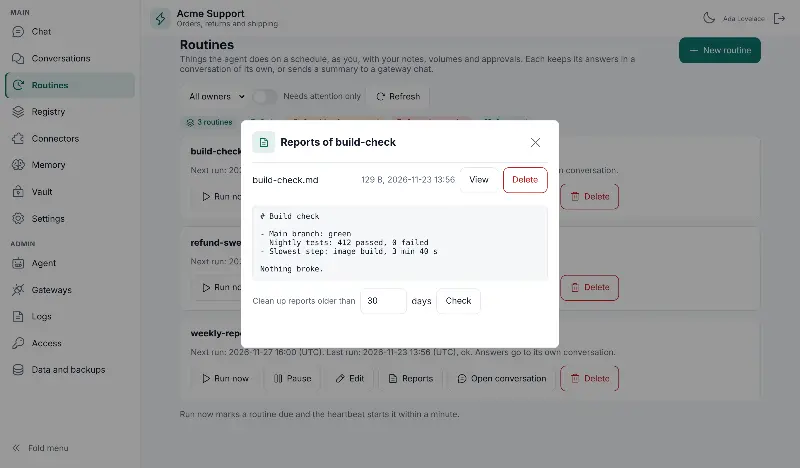 MAIN
Chat
Conversations
Routines
Registry
Connectors
Memory
Vault
Settings
ADMIN
Agent
Gateways
Logs
Access
Data and backups
Fold menu
Acme Support
Orders, returns and shipping
Ada Lovelace
Routines
Things the agent does on a schedule, as you, with your notes, volumes and approvals. Each keeps its answers in a
conversation of its own, or sends a summary to a gateway chat.
New routine
All owners
Needs attention only
Refresh
3 routines
build-check
Next run: 202
own conversation.
Run now
Delete
Reports of build-check
build-check.md
129 B, 2026-11-23 13:56
View
Delete
# Build check
- Main branch: green
- Nightly tests: 412 passed, 0 failed
- Slowest step: image build, 3 min 40 s
Nothing broke.
Clean up reports older than 30 days Check
refund-swe
Next run: 202
Run now
Delete
weekly-rep
Next run: 2026-11-27 16:00 (UTC). Last run: 2026-11-23 13:56 (UTC), ok. Answers go to its own conversation.
Run now
Pause
Edit
Reports
Open conversation
Delete
Run now marks a routine due and the heartbeat starts it within a minute.